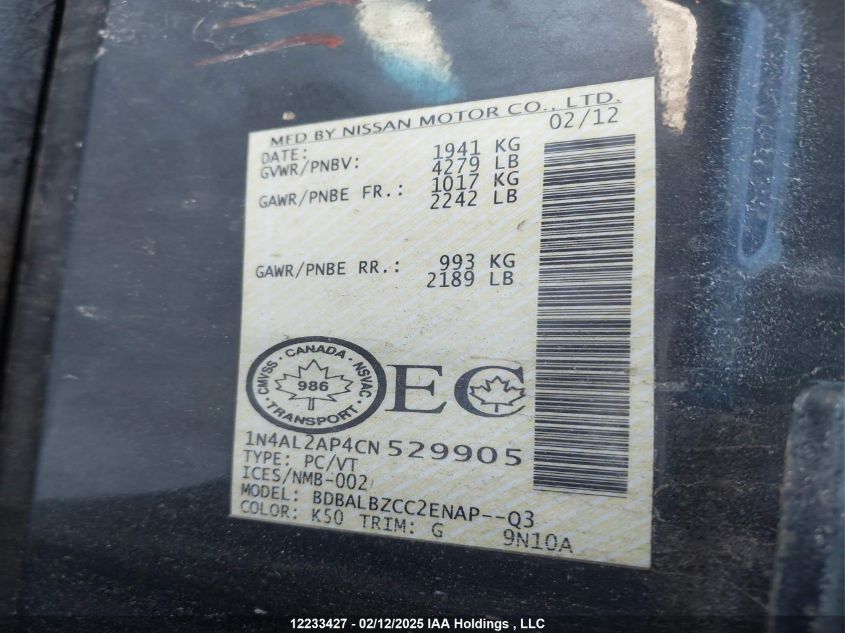 MFD BY NISSAN MOTOR CO., LTD.
DATE: 02/12
GVWR/PNBV: 1941 KG
4279 LB
GAWR/PNBE FR.: 1017 KG
2242 LB
GAWR/PNBE RR.: 993 KG
2189 LB
CMVSS · CANADA · NSVAC
986
· TRANSPORT ·
EC
1N4AL2AP4CN 529905
TYPE: PC/VT
ICES/NMB-002
MODEL: BDBALBZCC2ENAP--Q3
COLOR: K50 TRIM: G 9N10A
12233427 - 02/12/2025 IAA Holdings , LLC